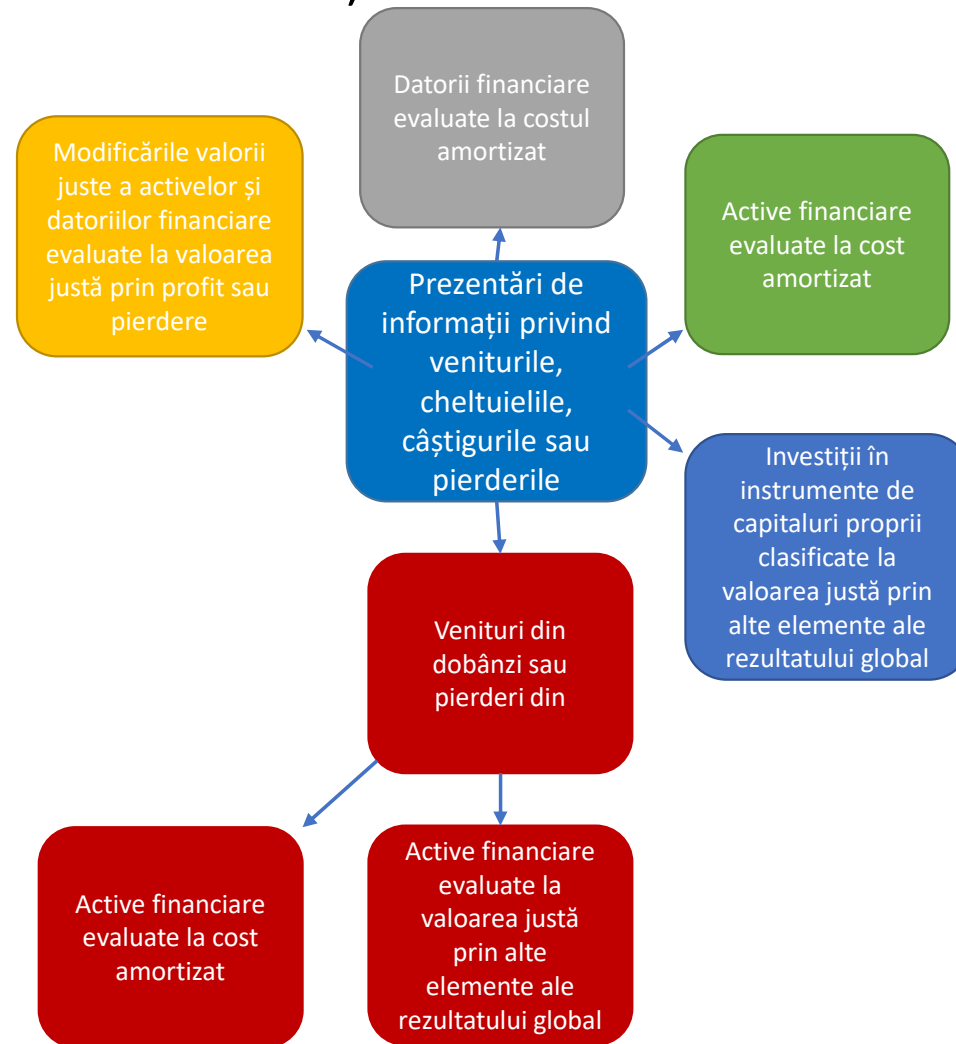 Datorii financiare
evaluate la costul
amortizat
Modificările valorii
juste a activelor și
datoriilor financiare
evaluate la valoarea
justă prin profit sau
pierdere
Active financiare
evaluate la cost
amortizat
Prezentări de
informații privind
veniturile,
cheltuielile,
câștigurile sau
pierderile
Investiții în
instrumente de
capitaluri proprii
clasificate la
valoarea justă prin
alte elemente ale
rezultatului global
Venituri din
dobânzi sau
pierderi din
Active financiare
evaluate la cost
amortizat
Active financiare
evaluate la
valoarea justă
prin alte
elemente ale
rezultatului global